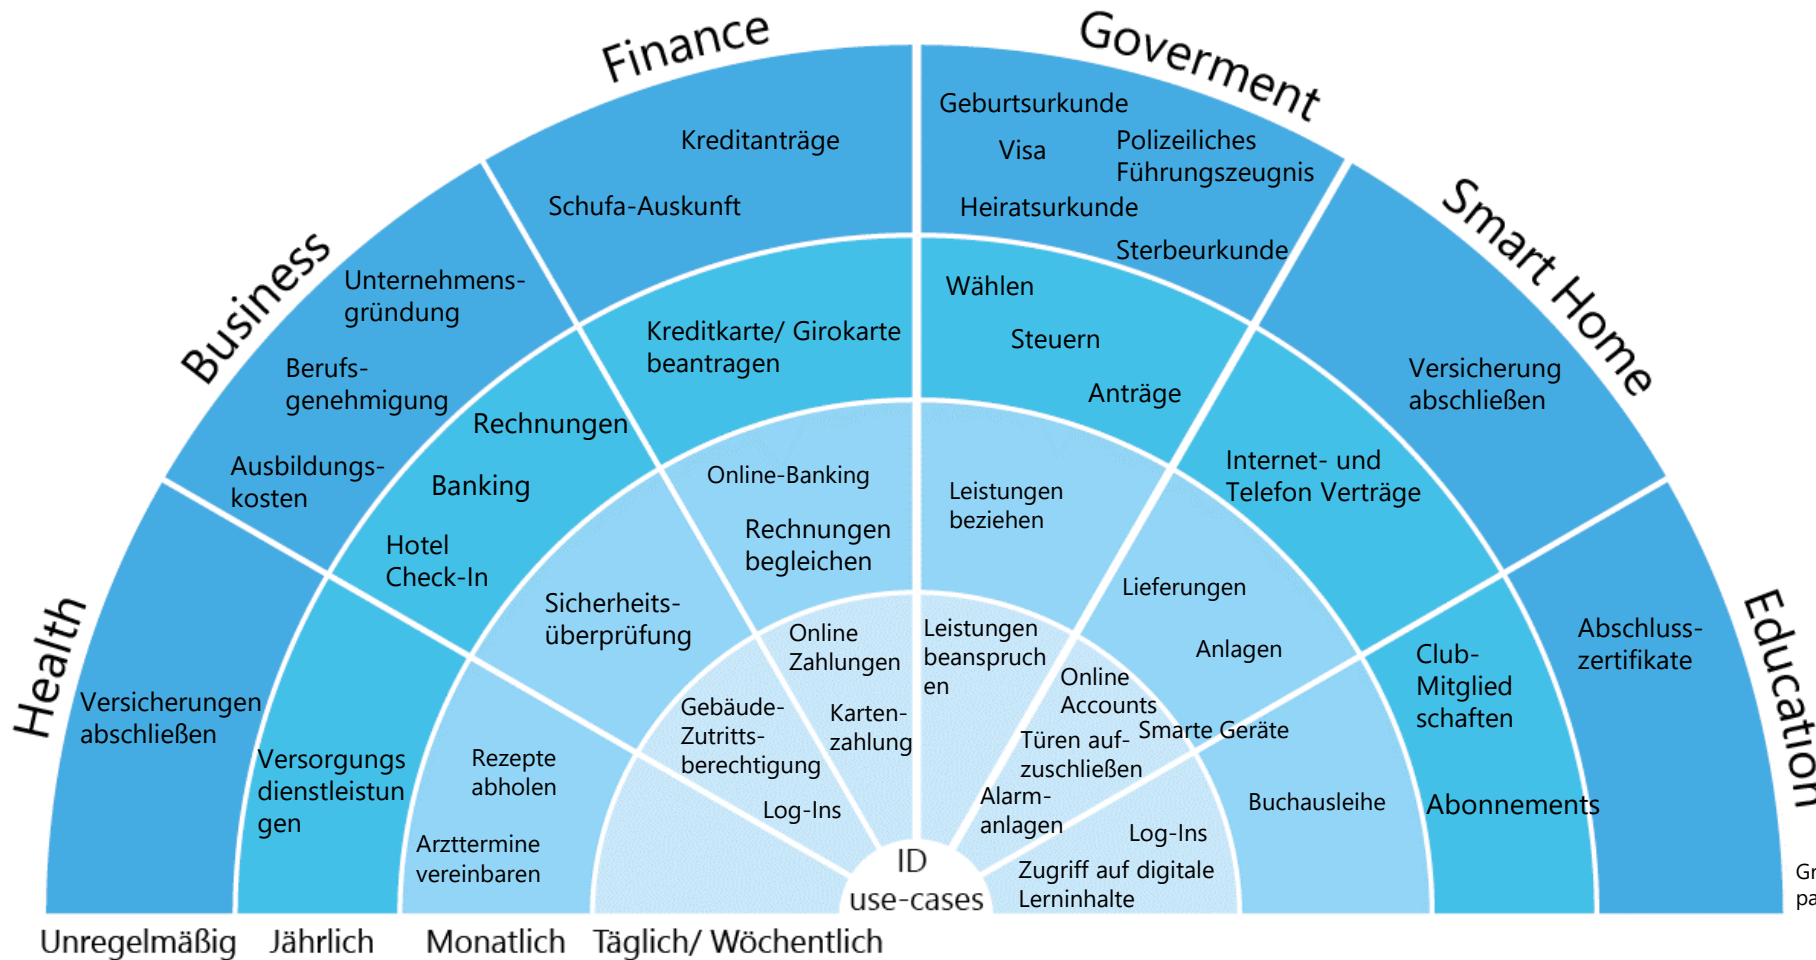 Finance
Goverment
Business
Smart Home
Health
Education
Kreditanträge
Schufa-Auskunft
Geburtsurkunde
Visa
Polizeiliches
Führungszeugnis
Heiratsurkunde
Sterbeurkunde
Unternehmens-
gründung
Berufs-
genehmigung
Ausbildungs-
kosten
Kreditkarte/ Girokarte
beantragen
Wählen
Steuern
Anträge
Versicherung
abschließen
Rechnungen
Banking
Hotel
Check-In
Online-Banking
Rechnungen
begleichen
Leistungen
beziehen
Internet- und
Telefon Verträge
Sicherheits-
überprüfung
Lieferungen
Anlagen
Online
Zahlungen
Karten-
zahlung
Leistungen
beanspruch
en
Online
Accounts
Smarte Geräte
Türen auf-
zuschließen
Alarm-
anlagen
Gebäude-
Zutritts-
berechtigung
Log-Ins
Versicherungen
abschließen
Versorgungs
dienstleistun
gen
Rezepte
abholen
Arzttermine
vereinbaren
Abschluss-
zertifikate
Club-
Mitglied
schaften
Abonnements
Buchausleihe
Log-Ins
Zugriff auf digitale
Lerninhalte
ID
use-cases
Gr
pa
Unregelmäßig
Jährlich
Monatlich
Täglich/ Wöchentlich